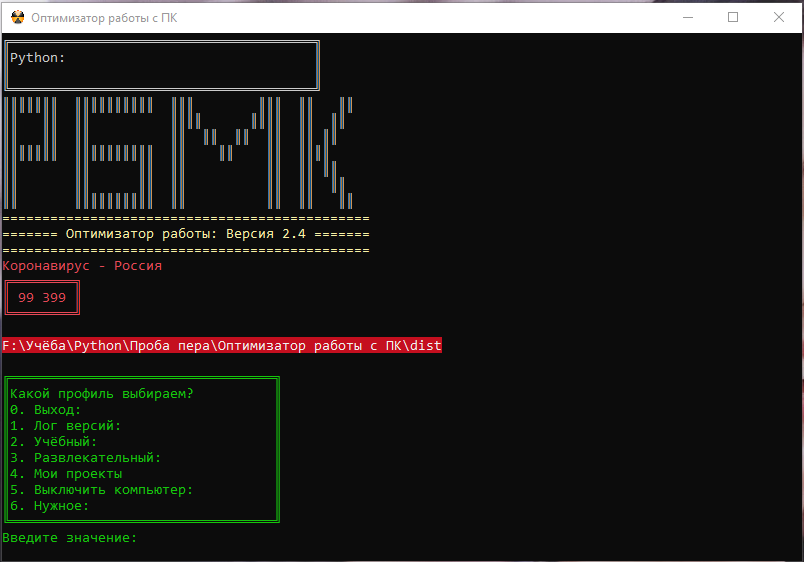 Оптимизатор работы с ПК
Python:
PSMK
==============================================
======= Оптимизатор работы: Версия 2.4 =======
==============================================
Коронавирус - Россия
99 399
F:\Учёба\Python\Проба пера\Оптимизатор работы с ПК\dist
Какой профиль выбираем?
0. Выход:
1. Лог версий:
2. Учёбный:
3. Развлекательный:
4. Мои проекты
5. Выключить компьютер:
6. Нужное:
Введите значение: